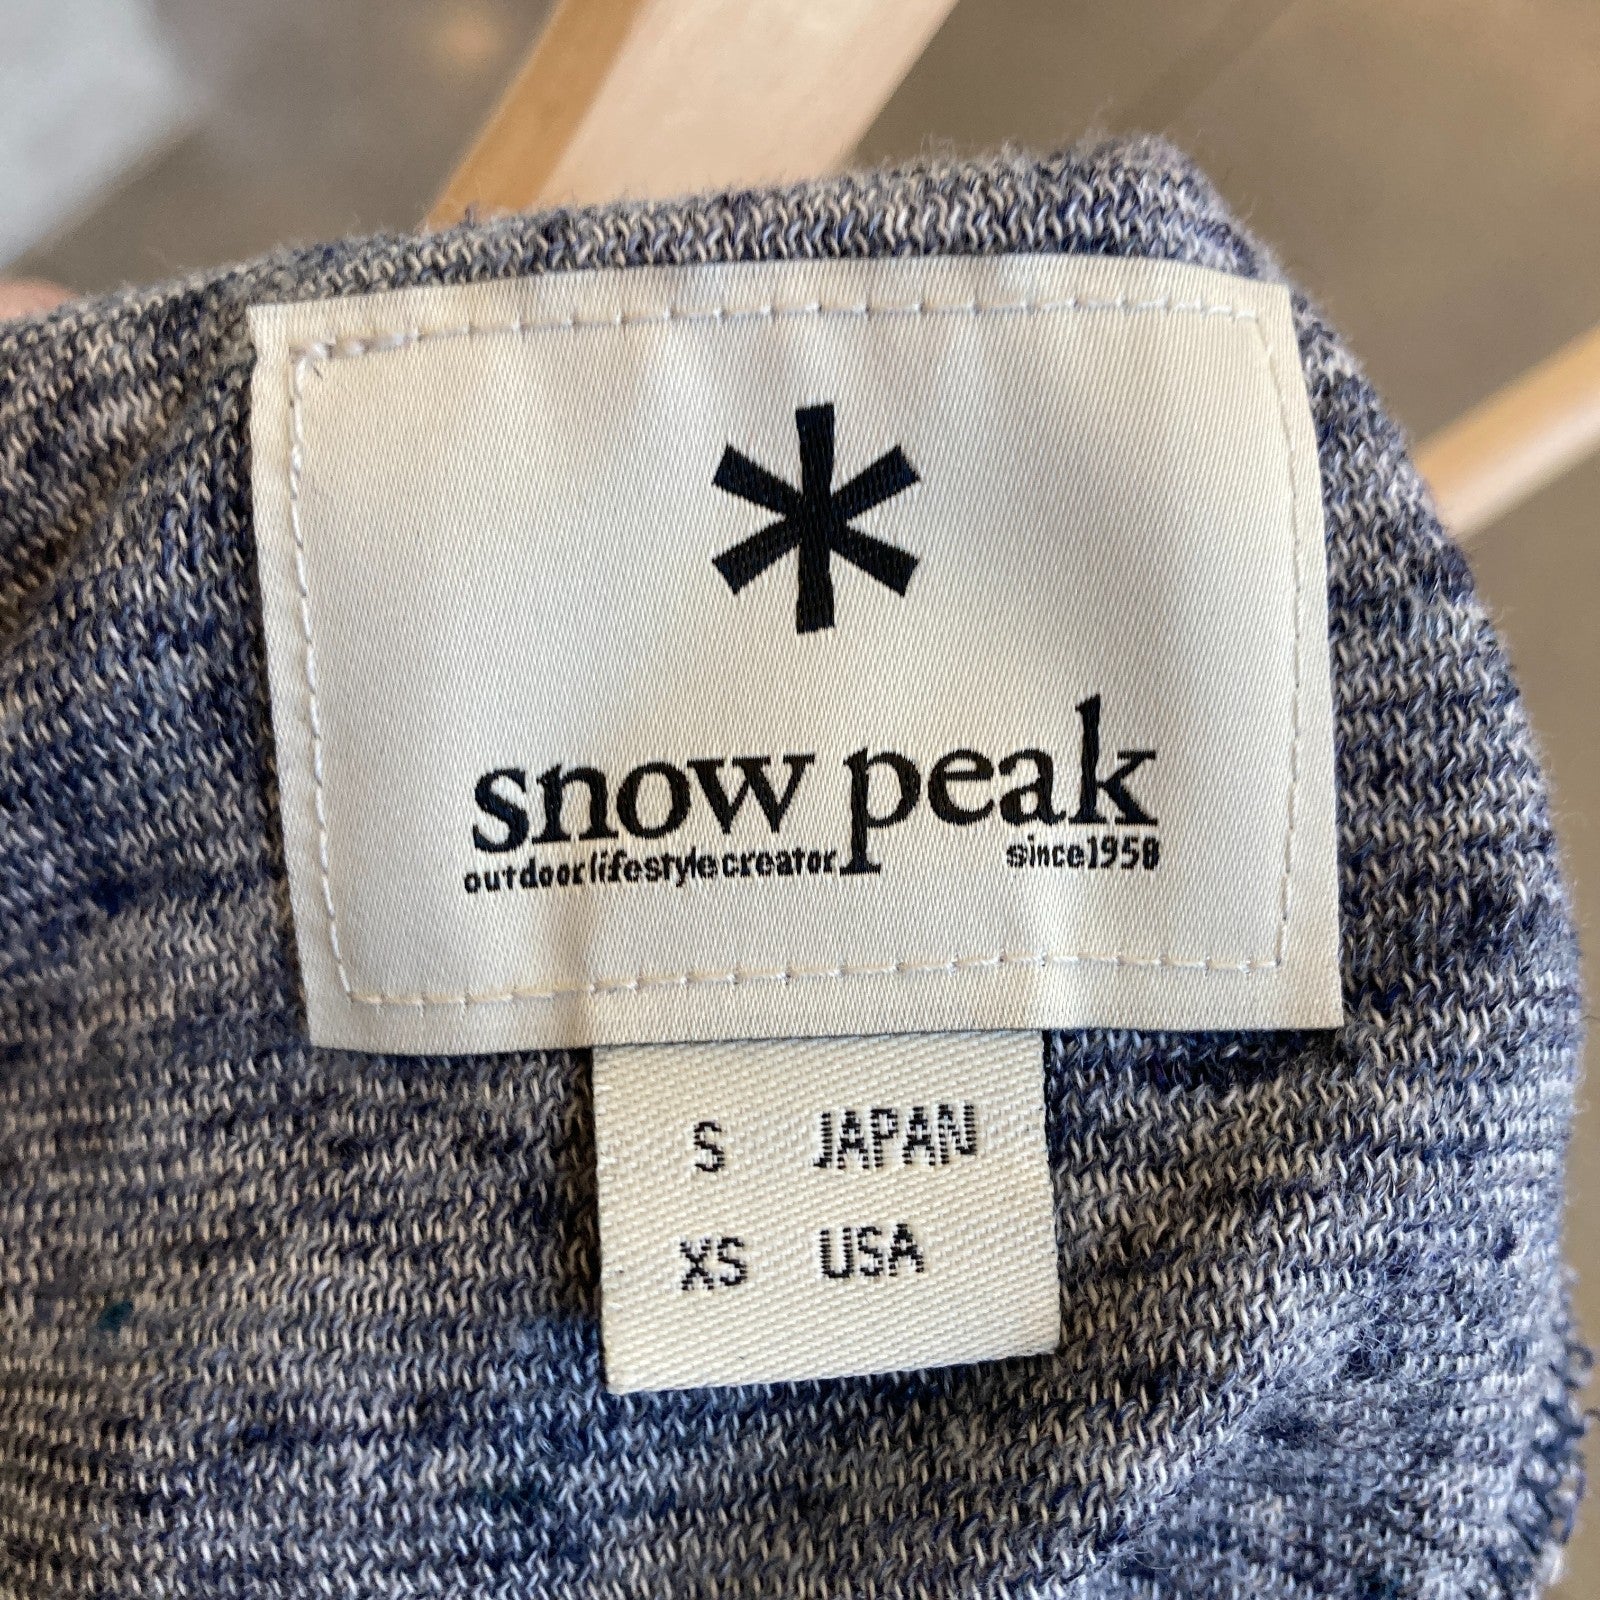 snow peak
outdoorlifestylecreator since1958
S JAPAN
XS USA